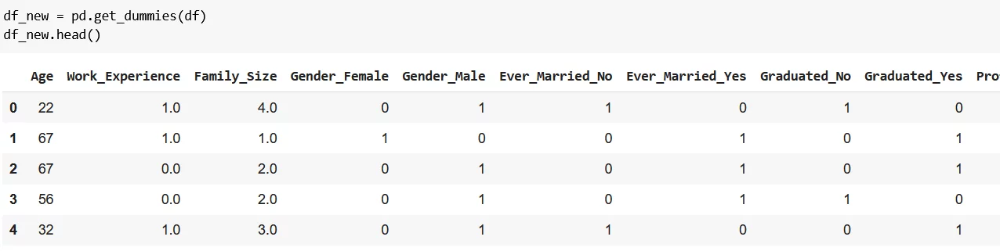 df_new = pd.get_dummies(df)
df_new.head()
Age Work_Experience Family_Size Gender_Female Gender_Male Ever_Married_No Ever_Married_Yes Graduated_No Graduated_Yes
0 22 1.0 4.0 0 1 1 0 1 0
1 67 1.0 1.0 1 0 0 1 0 1
2 67 0.0 2.0 0 1 0 1 0 1
3 56 0.0 2.0 0 1 0 1 1 0
4 32 1.0 3.0 0 1 1 0 0 1